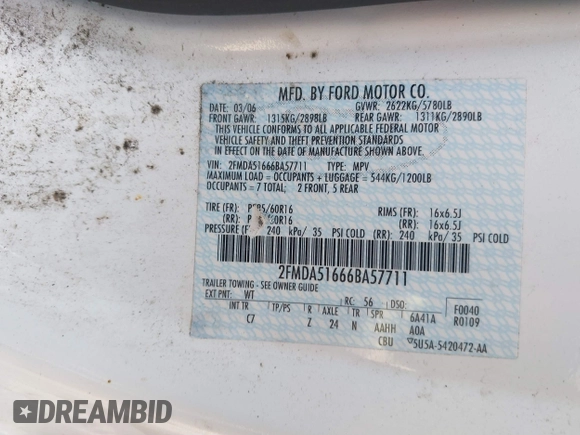 MFD. BY FORD MOTOR CO.
DATE: 03/06 GVWR: 2622KG/5780LB
FRONT GAWR: 1315KG/2898LB REAR GAWR: 1311KG/2890LB
THIS VEHICLE CONFORMS TO ALL APPLICABLE FEDERAL MOTOR
VEHICLE SAFETY AND THEFT PREVENTION STANDARDS
IN EFFECT ON THE DATE OF MANUFACTURE SHOWN ABOVE.
VIN: 2FMDA51666BA57711 TYPE: MPV
MAXIMUM LOAD = OCCUPANTS + LUGGAGE = 544KG/1200LB
OCCUPANTS = 7 TOTAL: 2 FRONT, 5 REAR
TIRE (FR): RIMS (FR): 16x6.5J
(RR): (RR): 16x6.5J
PRESSURE (FR): 240 kPa/ 35 PSI COLD (RR): 240 kPa/ 35 PSI COLD
2FMDA51666BA57711
TRAILER TOWING - SEE OWNER GUIDE
EXT PNT: WT RC: 56 DSO: F0040
INT TR TP/PS R AXLE TR SPR 6A41A R0109
C7 Z 24 N AAHH A0A
CBU 5U5A-5420472-AA
DREAMBID